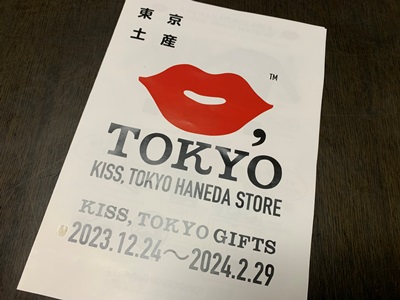 東京
土産
TM
, TOKYO
KISS, TOKYO HANEDA STORE
KISS, TOKYO GIFTS
2023.12.24〜2024.2.29